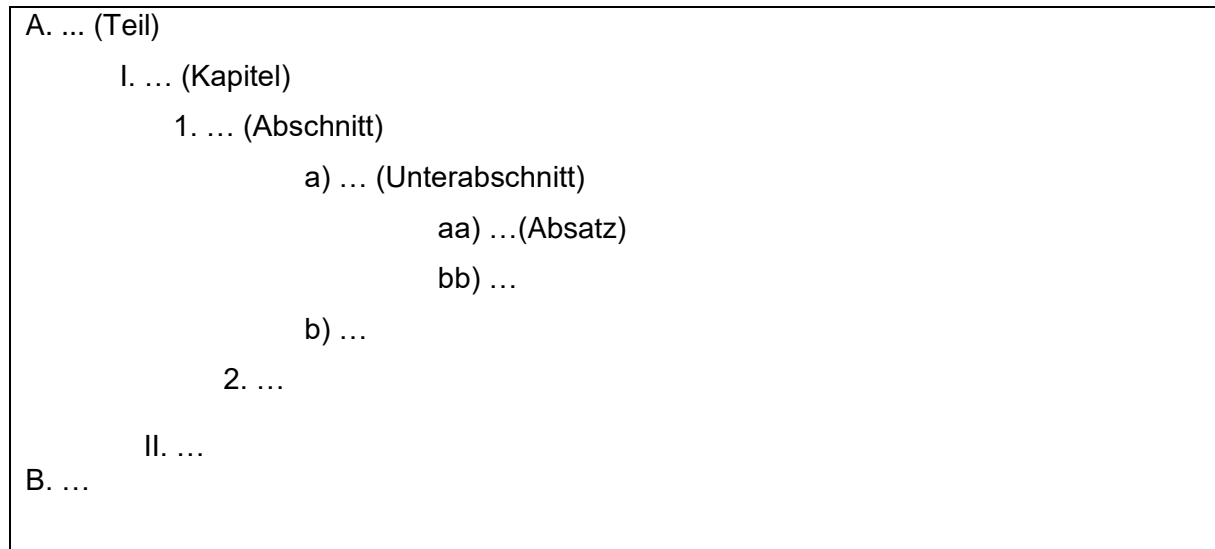 A. ... (Teil)
I. … (Kapitel)
1. … (Abschnitt)
a) … (Unterabschnitt)
aa) …(Absatz)
bb) …
b) …
2. …
II. …
B. …